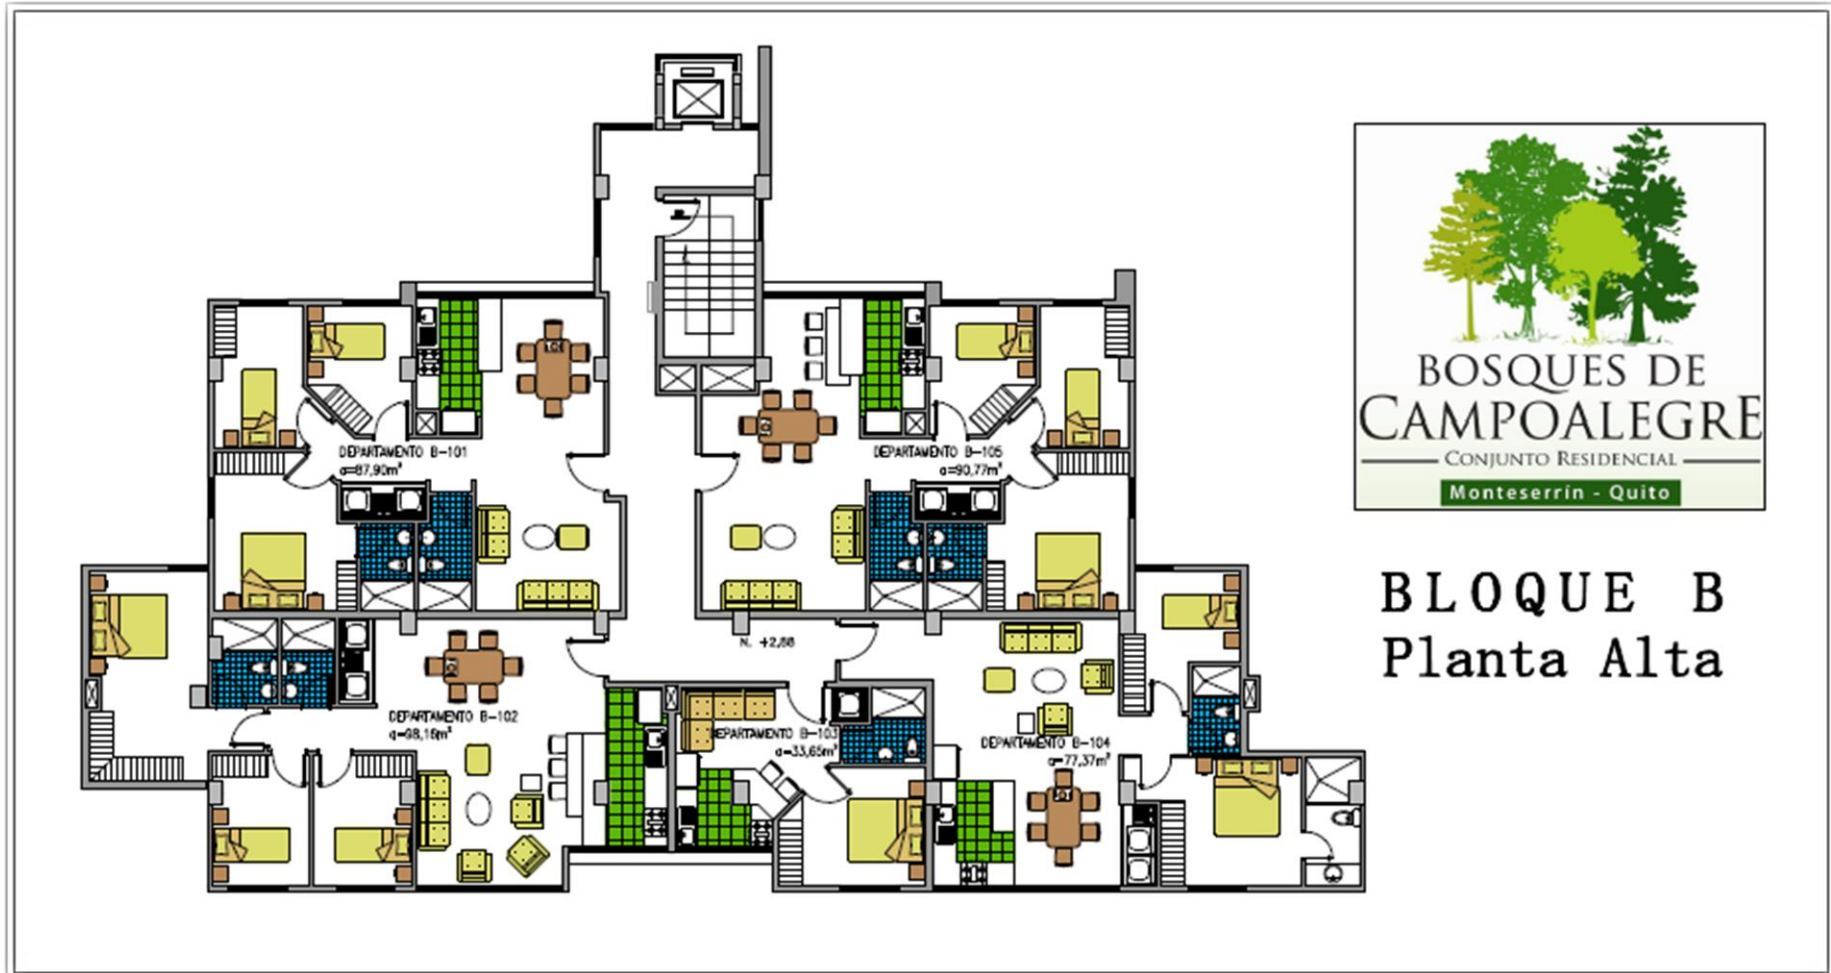 DEPARTAMENTO B-101
a=87,90m²
DEPARTAMENTO B-105
a=90,77m²
N. +2,88
DEPARTAMENTO B-102
a=98,16m²
DEPARTAMENTO B-103
a=33,65m²
DEPARTAMENTO B-104
a=77,37m²
BOSQUES DE
CAMPOALEGRE
CONJUNTO RESIDENCIAL
Monteserrín - Quito
BLOQUE B
Planta Alta